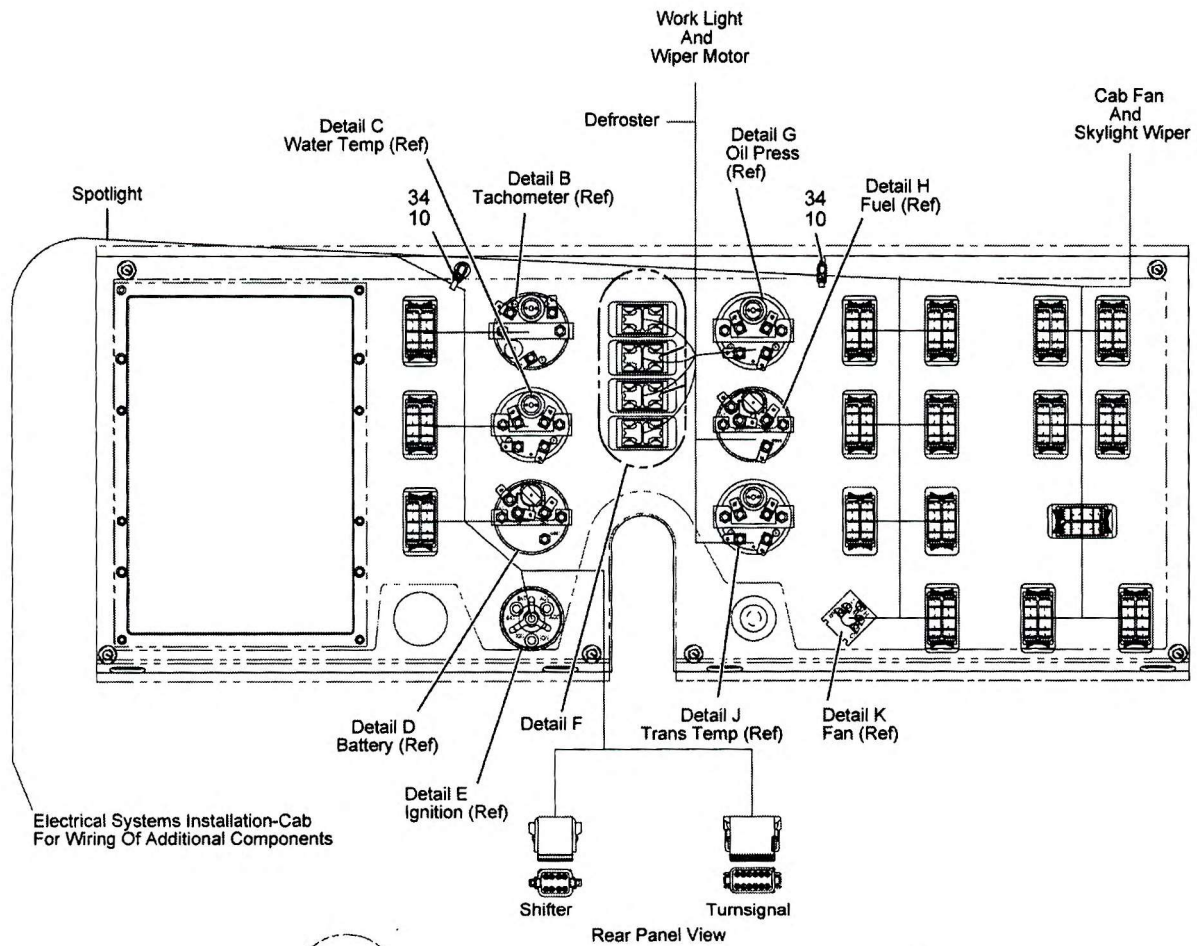 Work Light
And
Wiper Motor
Cab Fan
And
Skylight Wiper
Defroster
Detail C
Water Temp (Ref)
Detail G
Oil Press
(Ref)
Detail B
Tachometer (Ref)
Detail H
Fuel (Ref)
Spotlight
34
10
34
10
Detail D
Battery (Ref)
Detail F
Detail J
Trans Temp (Ref)
Detail K
Fan (Ref)
Detail E
Ignition (Ref)
Electrical Systems Installation-Cab
For Wiring Of Additional Components
Shifter
Turnsignal
Rear Panel View